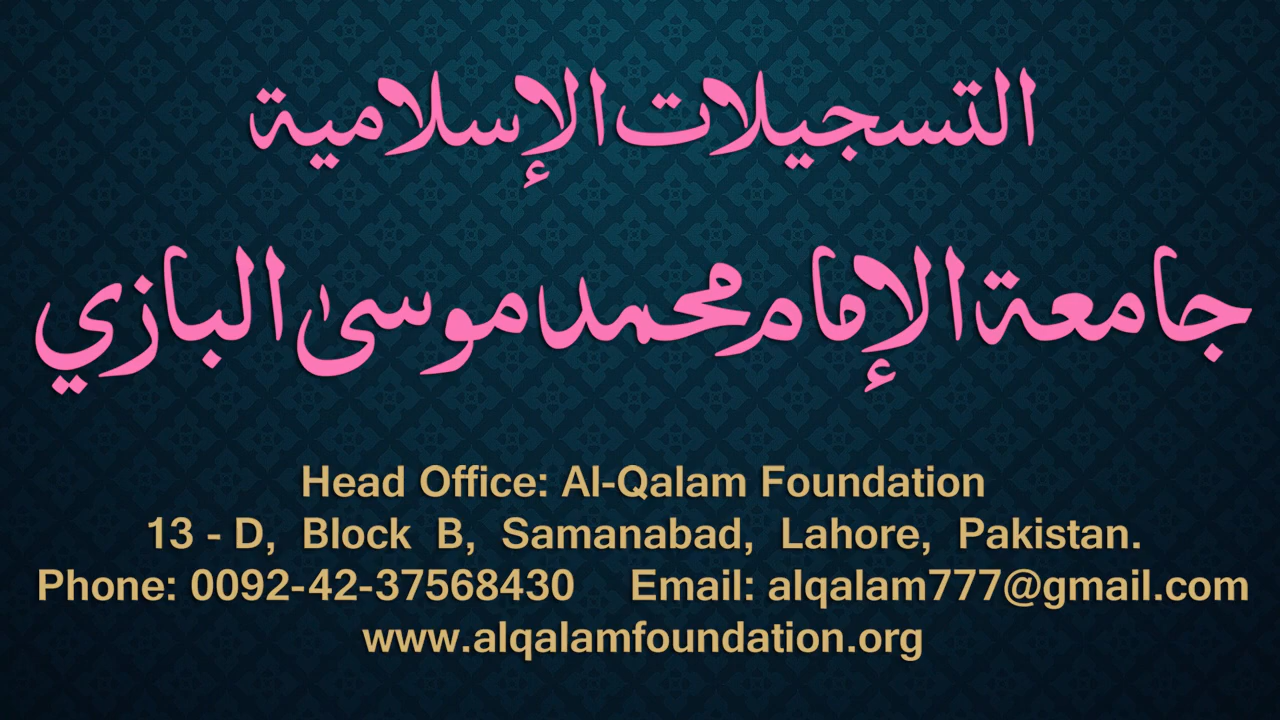 التسجيلات الإسلامية
جامعة الإمام محمد موسىٰ البازي
Head Office: Al-Qalam Foundation
13 - D, Block B, Samanabad, Lahore, Pakistan.
Phone: 0092-42-37568430 Email: alqalam777@gmail.com
www.alqalamfoundation.org